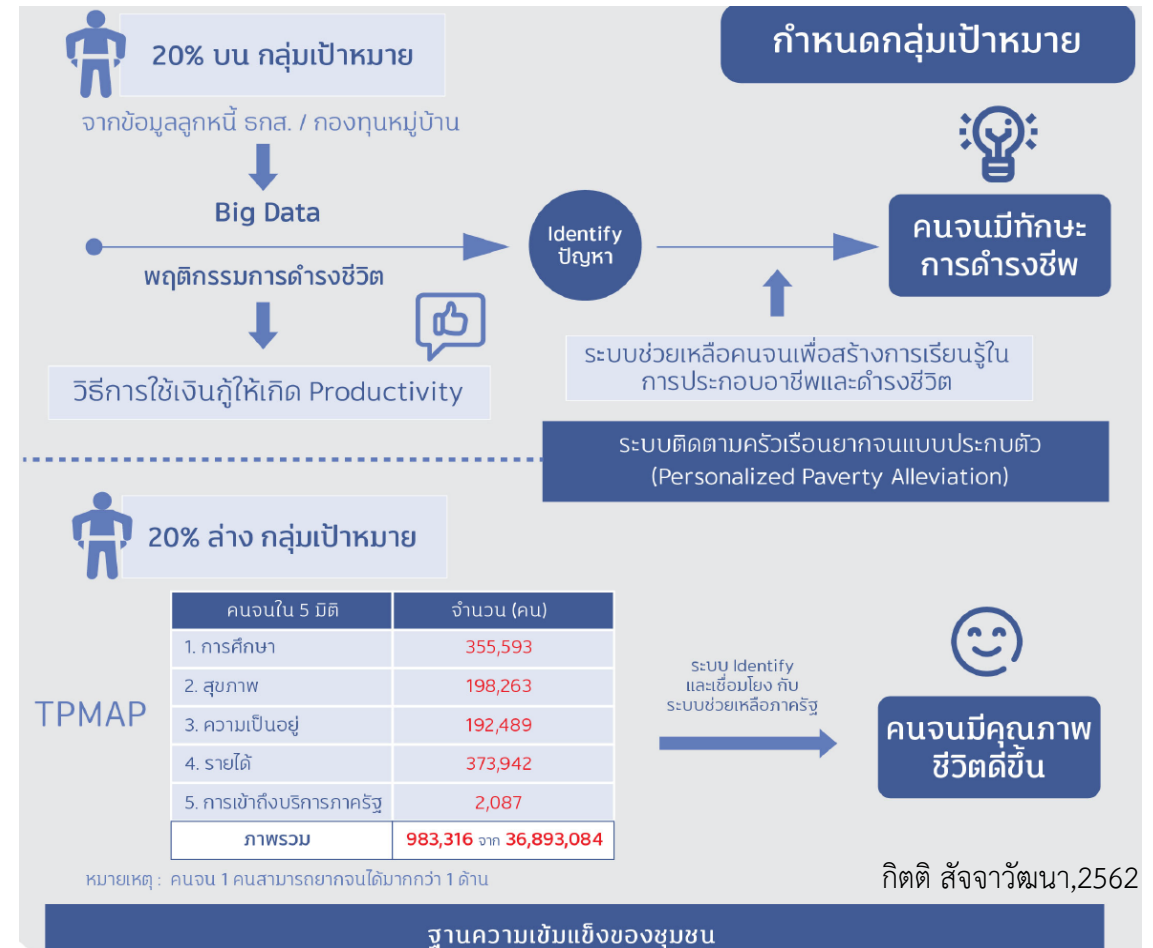 กำหนดกลุ่มเป้าหมาย
20% บน กลุ่มเป้าหมาย
จากข้อมูลลูกหนี้ ธกส. / กองทุนหมู่บ้าน
Big Data
พฤติกรรมการดำรงชีวิต
วิธีการใช้เงินกู้ให้เกิด Productivity
Identify
ปัญหา
คนจนมีทักษะ
การดำรงชีพ
ระบบช่วยเหลือคนจนเพื่อสร้างการเรียนรู้ใน
การประกอบอาชีพและดำรงชีวิต
ระบบติดตามครัวเรือนยากจนแบบประกบตัว
(Personalized Paverty Alleviation)
20% ล่าง กลุ่มเป้าหมาย
TPMAP
คนจนใน 5 มิติ จำนวน (คน)
1. การศึกษา 355,593
2. สุขภาพ 198,263
3. ความเป็นอยู่ 192,489
4. รายได้ 373,942
5. การเข้าถึงบริการภาครัฐ 2,087
ภาพรวม 983,316 จาก 36,893,084
หมายเหตุ : คนจน 1 คนสามารถยากจนได้มากกว่า 1 ด้าน
ระบบ Identify
และเชื่อมโยง กับ
ระบบช่วยเหลือภาครัฐ
คนจนมีคุณภาพ
ชีวิตดีขึ้น
กิตติ สัจจาวัฒนา,2562
ฐานความเข้มแข็งของชุมชน